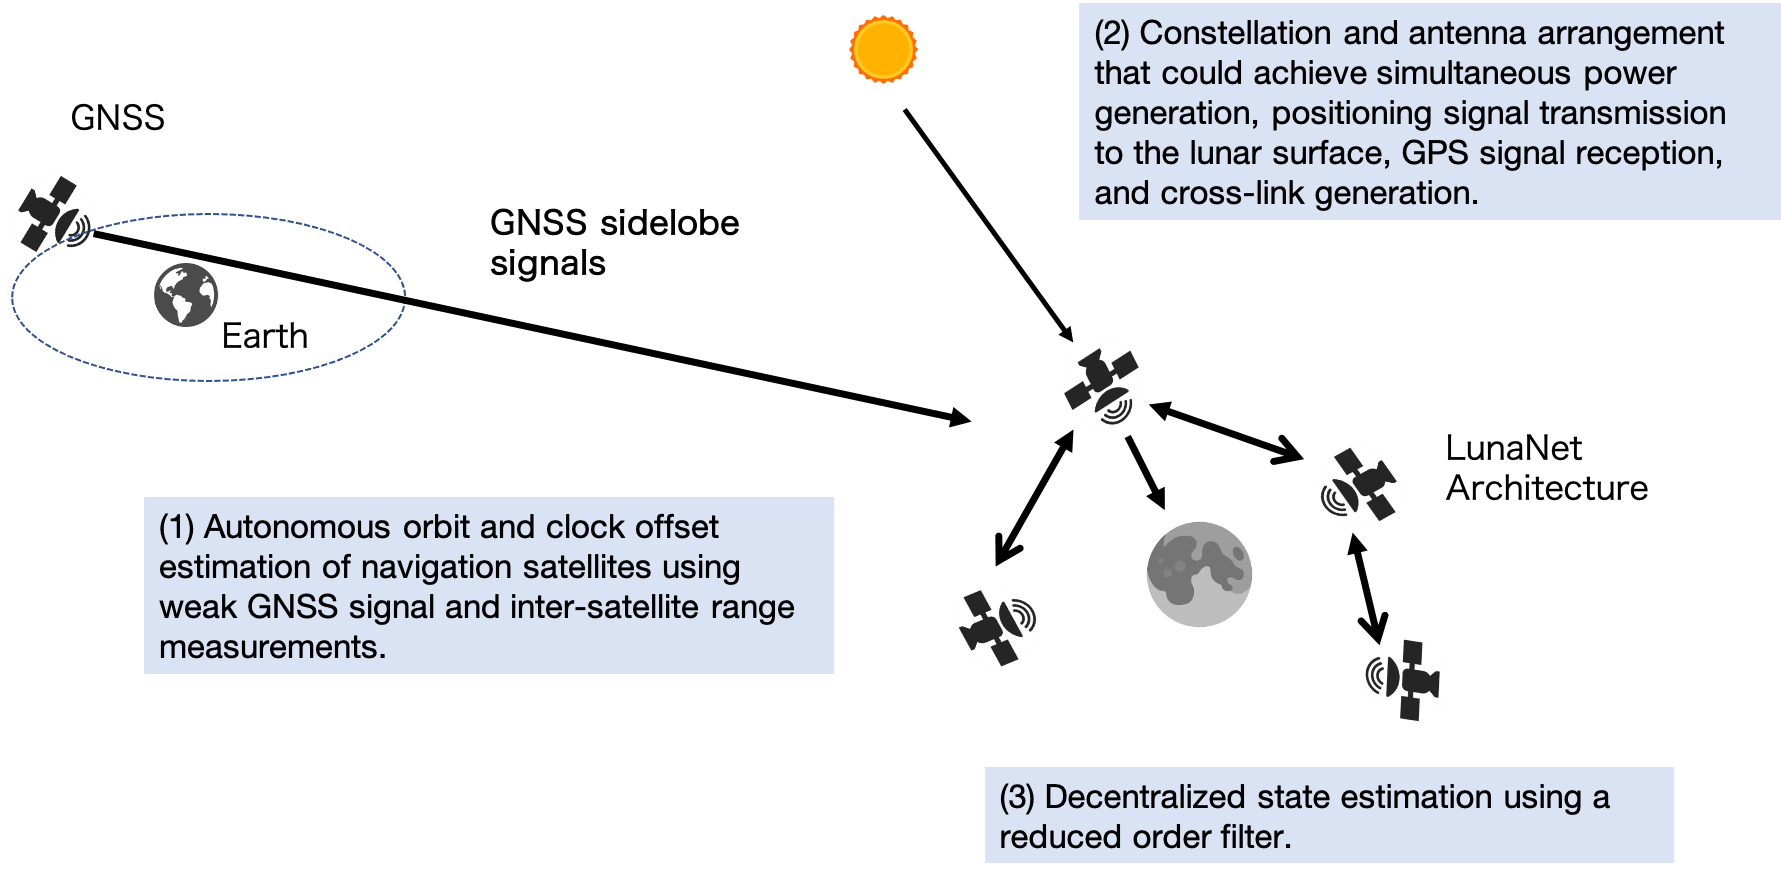 (2) Constellation and antenna arrangement
that could achieve simultaneous power
generation, positioning signal transmission
to the lunar surface, GPS signal reception,
and cross-link generation.
GNSS
GNSS sidelobe
signals
Earth
LunaNet
Architecture
(1) Autonomous orbit and clock offset
estimation of navigation satellites using
weak GNSS signal and inter-satellite range
measurements.
(3) Decentralized state estimation using a
reduced order filter.